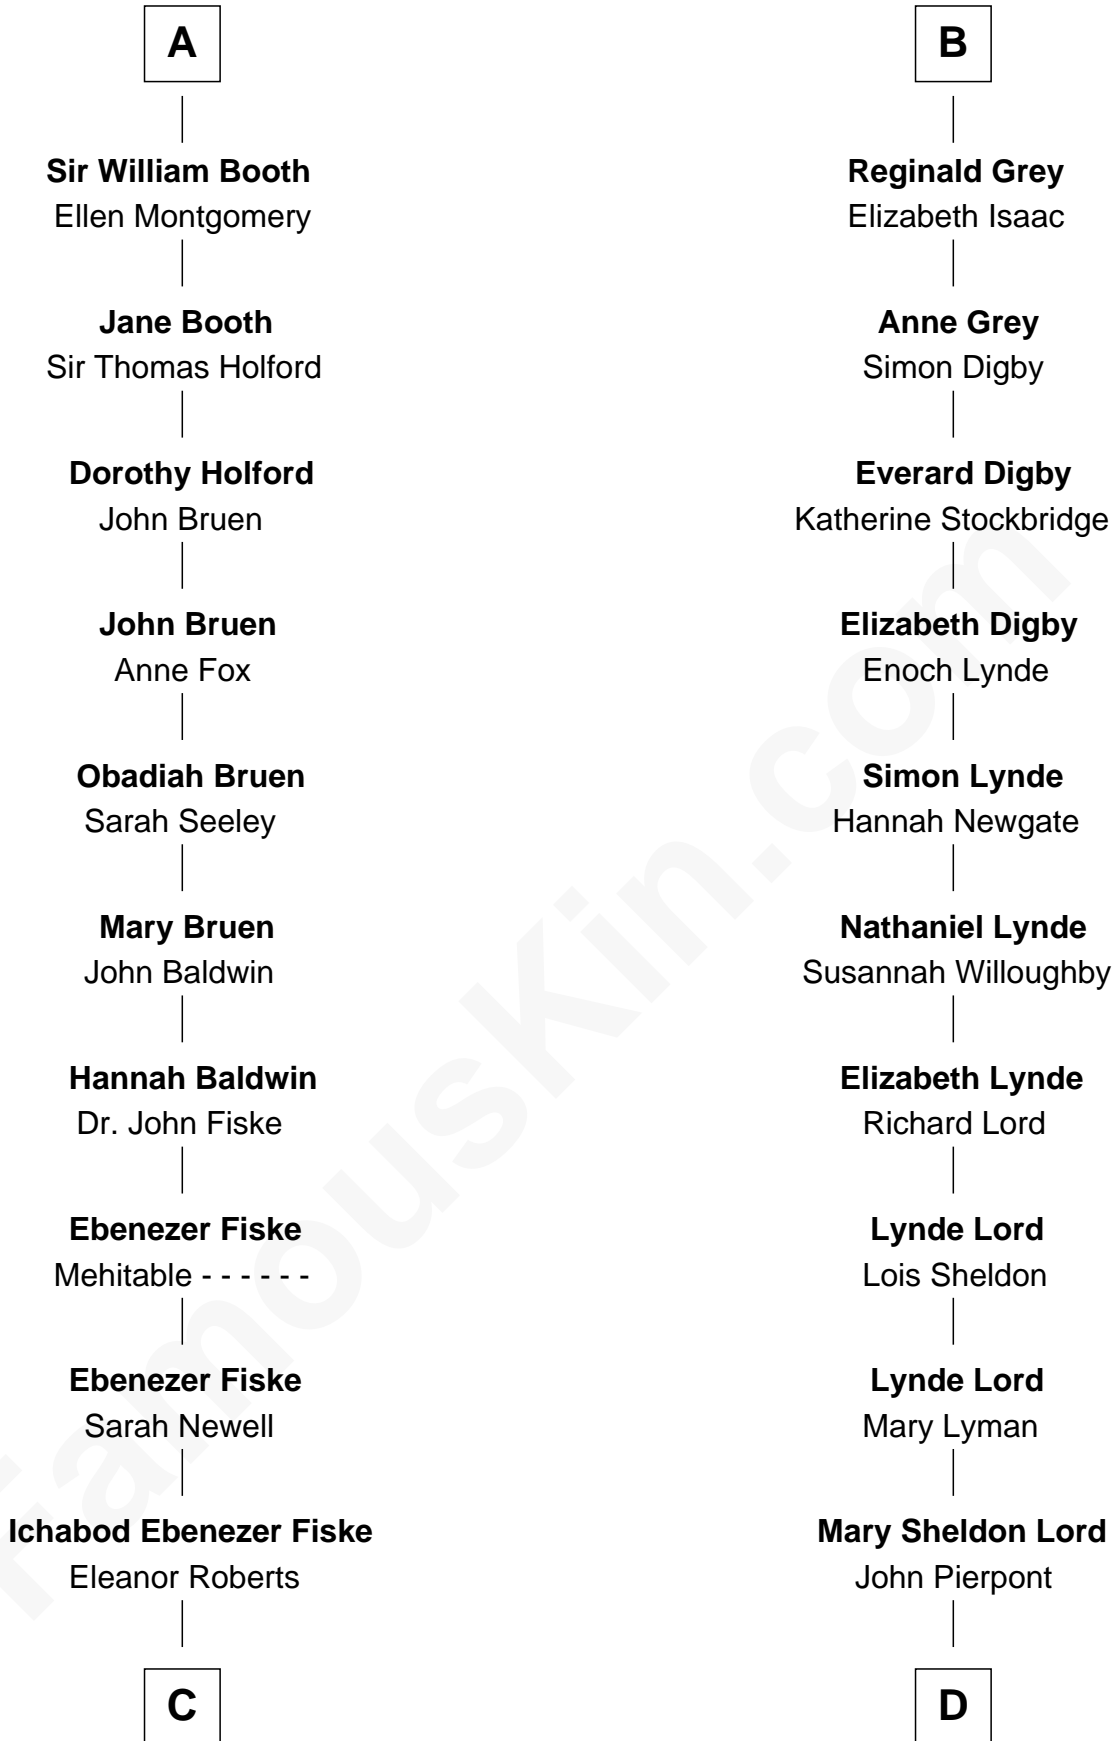 A
Sir William Booth
Ellen Montgomery
Jane Booth
Sir Thomas Holford
Dorothy Holford
John Bruen
John Bruen
Anne Fox
Obadiah Bruen
Sarah Seeley
Mary Bruen
John Baldwin
Hannah Baldwin
Dr. John Fiske
Ebenezer Fiske
Mehitable - - - - - -
Ebenezer Fiske
Sarah Newell
Ichabod Ebenezer Fiske
Eleanor Roberts
C
B
Reginald Grey
Elizabeth Isaac
Anne Grey
Simon Digby
Everard Digby
Katherine Stockbridge
Elizabeth Digby
Enoch Lynde
Simon Lynde
Hannah Newgate
Nathaniel Lynde
Susannah Willoughby
Elizabeth Lynde
Richard Lord
Lynde Lord
Lois Sheldon
Lynde Lord
Mary Lyman
Mary Sheldon Lord
John Pierpont
D
FamousKin.com